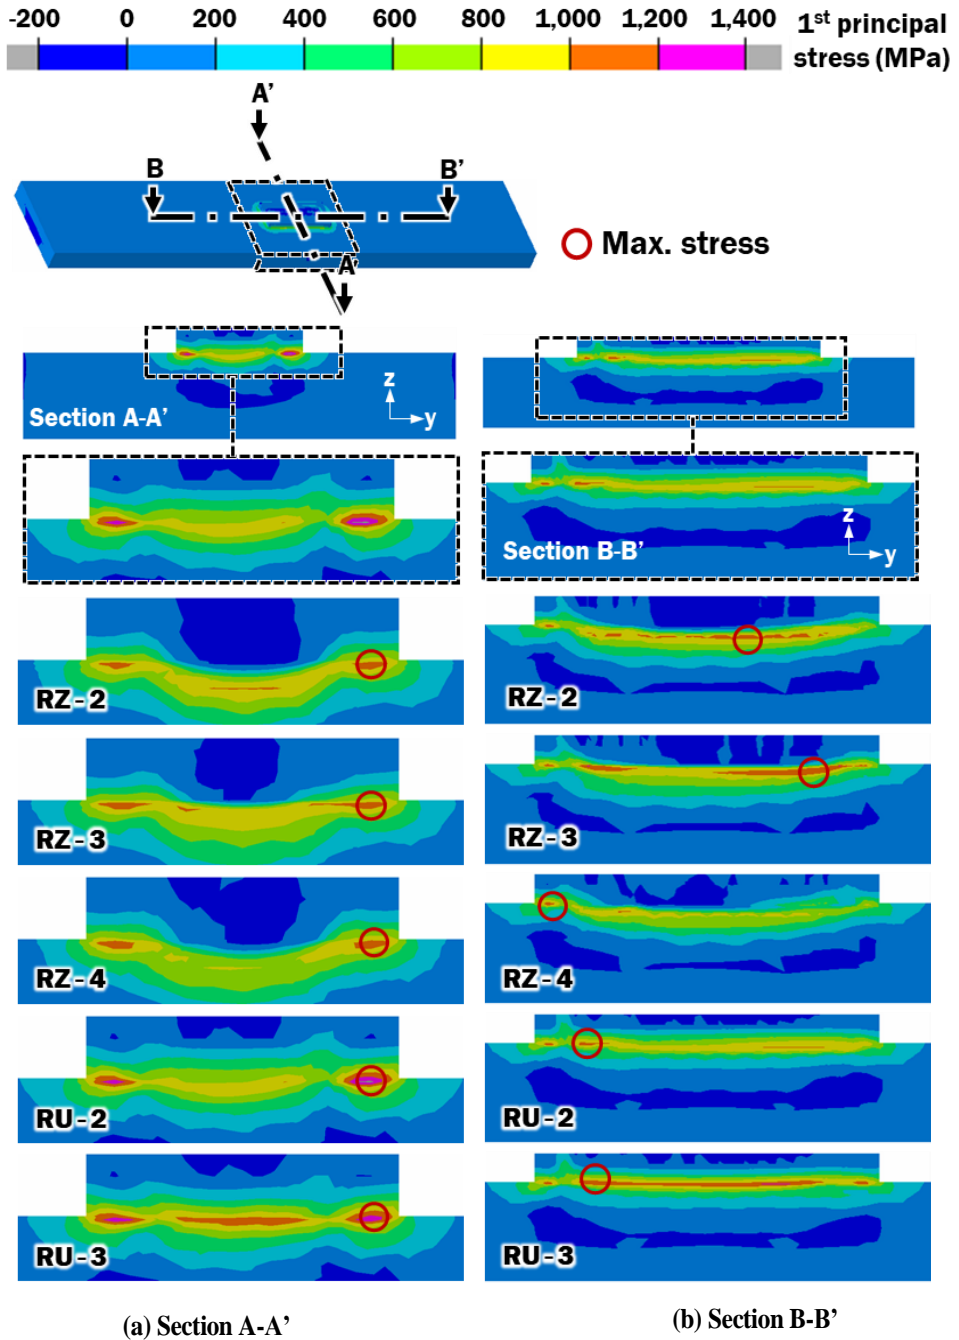 -200 0 200 400 600 800 1,000 1,200 1,400 1st principal
stress (MPa)
A’
B B’
Max. stress
A
Section A-A’ z y
Section B-B’ z y
RZ-2 RZ-2
RZ-3 RZ-3
RZ-4 RZ-4
RU-2 RU-2
RU-3 RU-3
(a) Section A-A’ (b) Section B-B’